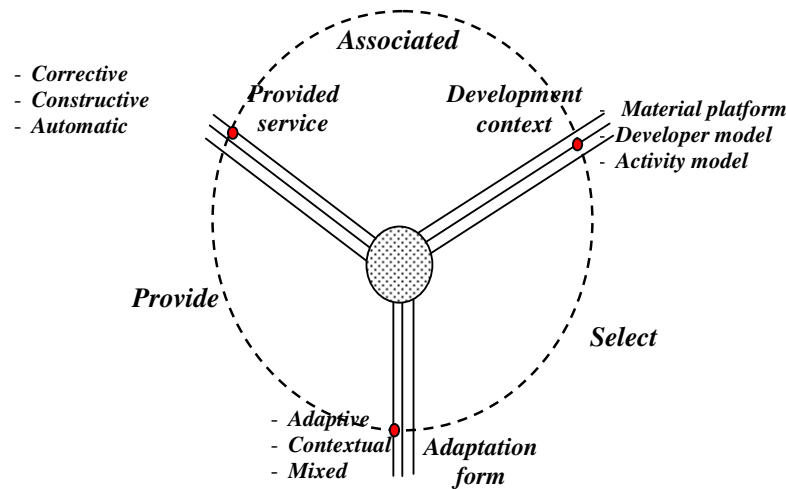 Associated
- Corrective
- Constructive
- Automatic
Provided
service
Development
context
- Material platform
- Developer model
- Activity model
Provide
Select
- Adaptive
- Contextual
- Mixed
Adaptation
form